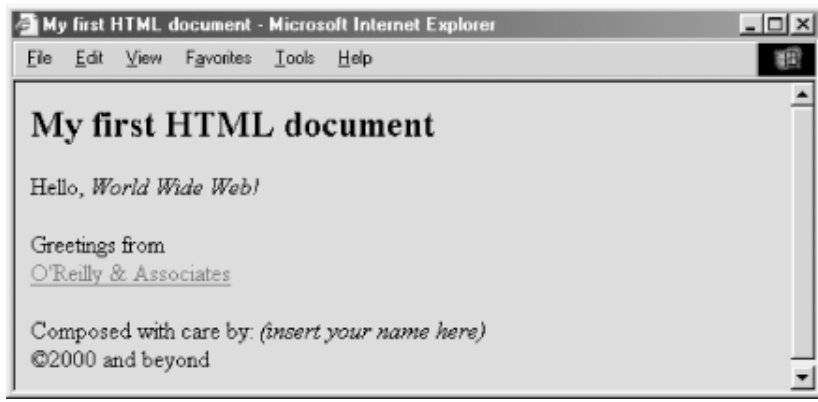 My first HTML document - Microsoft Internet Explorer
File Edit View Favorites Tools Help
My first HTML document
Hello, World Wide Web!
Greetings from
O'Reilly & Associates
Composed with care by: (insert your name here)
©2000 and beyond